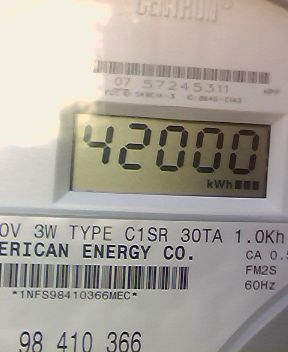 CENTRON
07 57245311
42000
kWh
0V 3W TYPE C1SR 30TA 1.0Kh
ERICAN ENERGY CO.
CA 0.5
FM2S
*1NFS98410366MEC*
60Hz
98 410 366